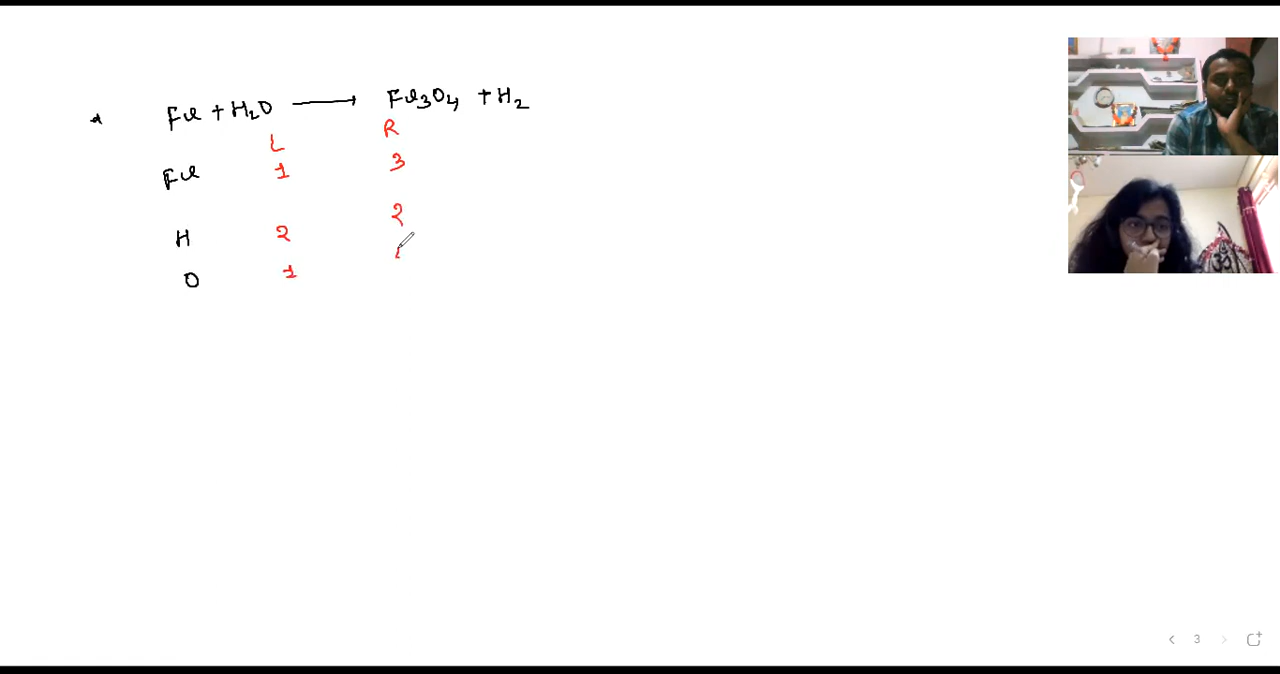 Fe + H2O → Fe3O4 + H2
L R
Fe 1 3
H 2 2
O 1
3